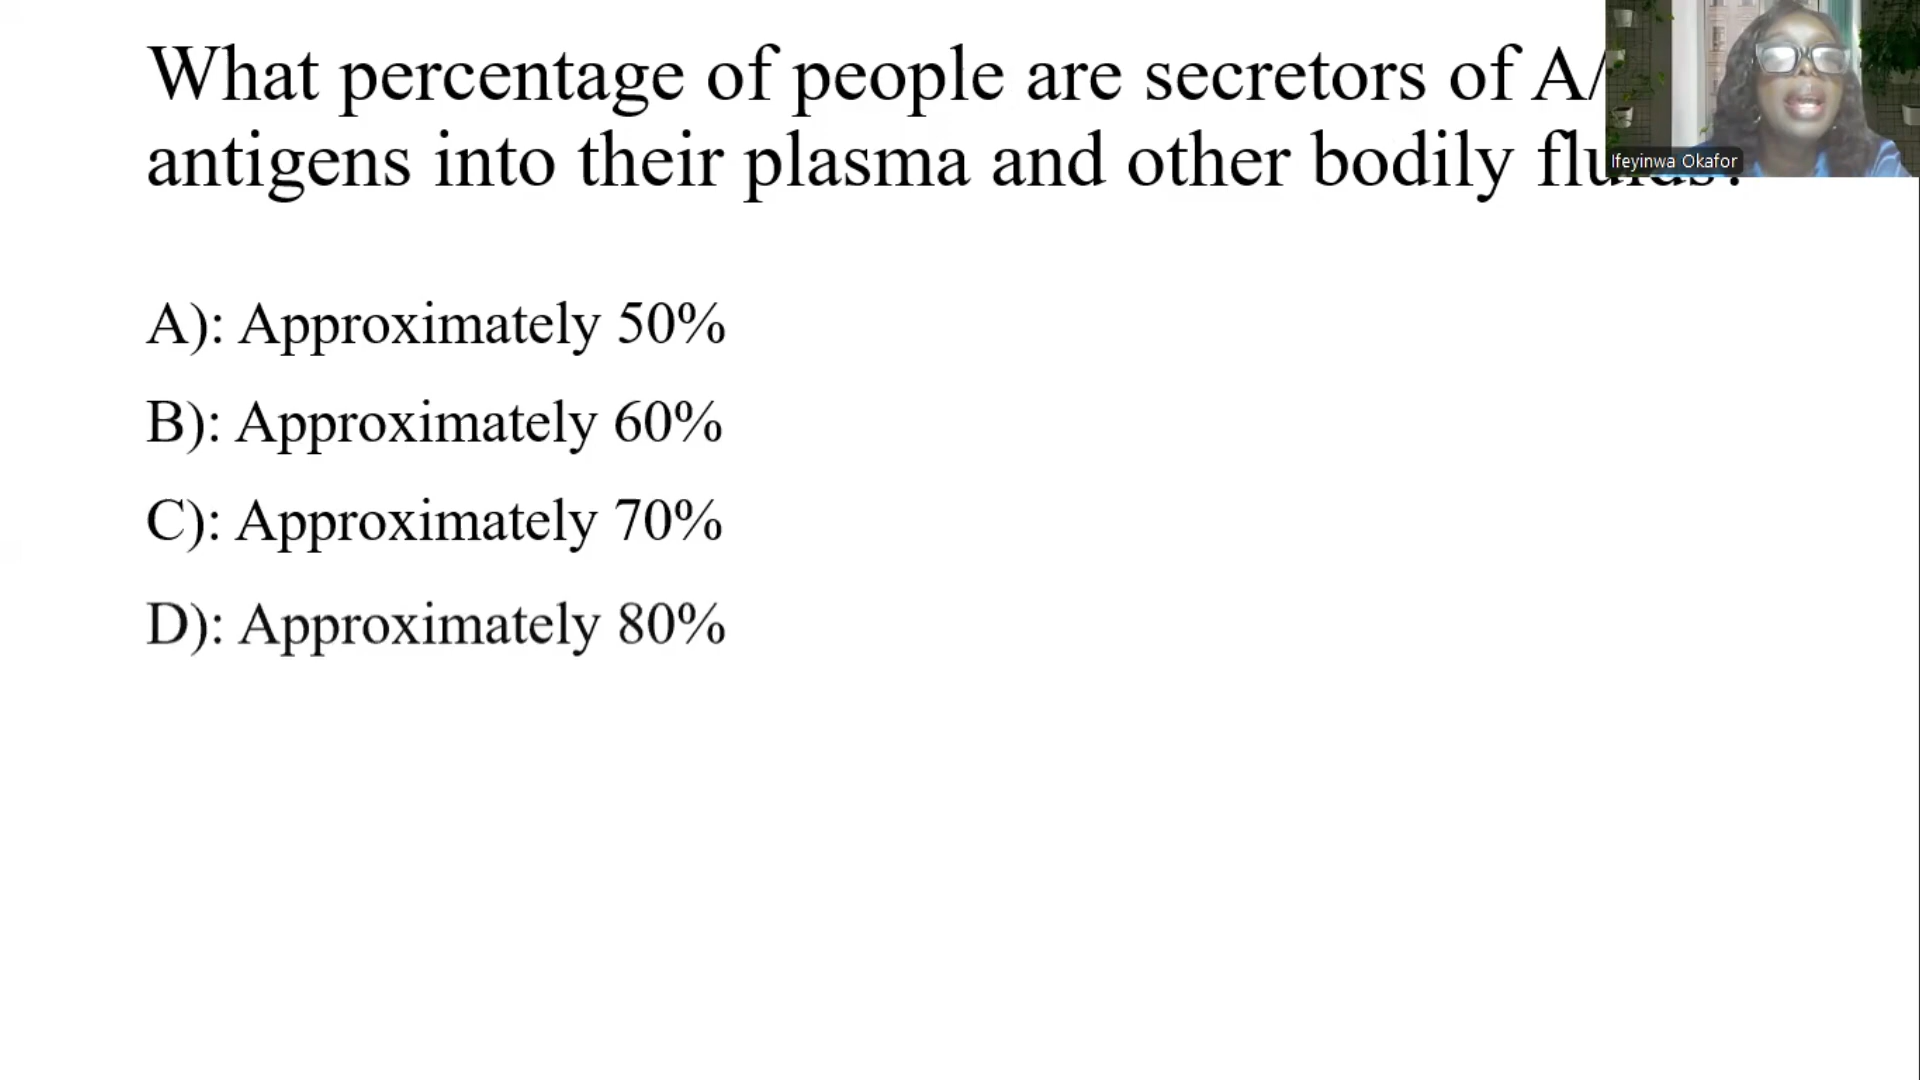 What percentage of people are secretors of A/
antigens into their plasma and other bodily fluids?
Ifeyinwa Okafor
A): Approximately 50%
B): Approximately 60%
C): Approximately 70%
D): Approximately 80%